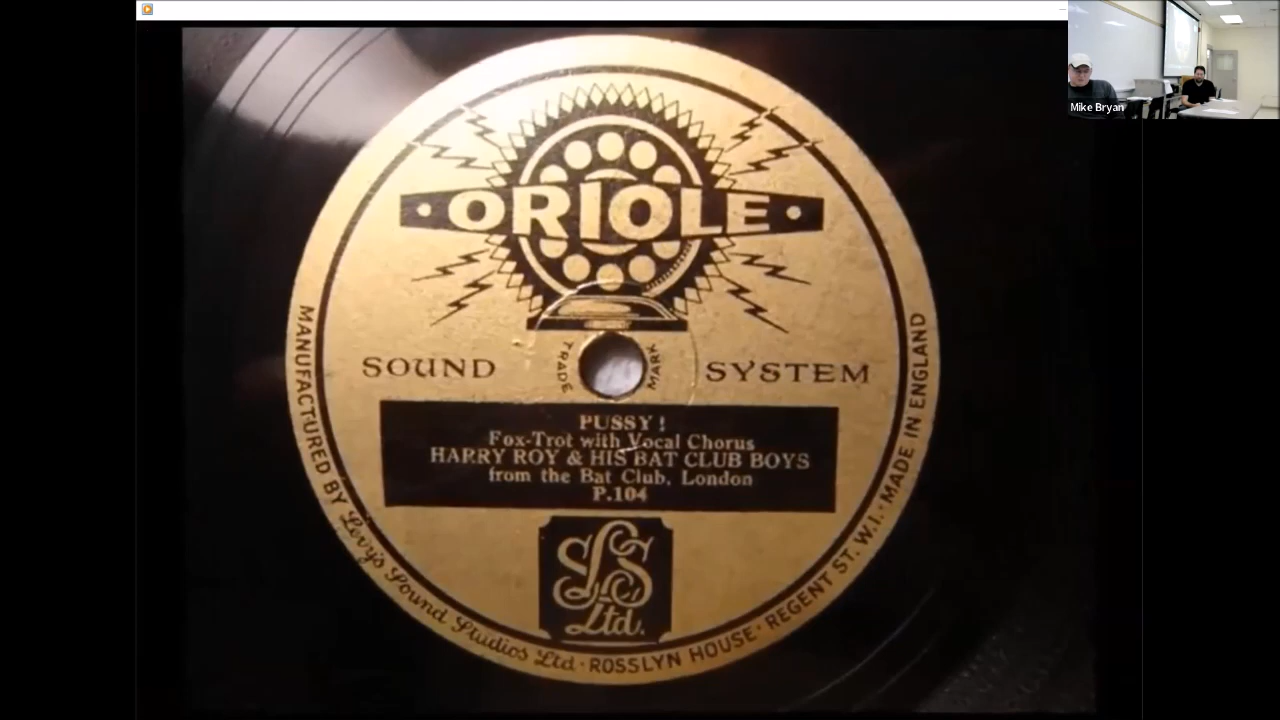 Mike Bryan
ORIOLE
SOUND SYSTEM
TRADE MARK
PUSSY !
Fox-Trot with Vocal Chorus
HARRY ROY & HIS BAT CLUB BOYS
from the Bat Club, London
P.104
LSS
Ltd.
MANUFACTURED BY Levy's Sound Studios Ltd · ROSSLYN HOUSE · REGENT ST. W.I. · MADE IN ENGLAND